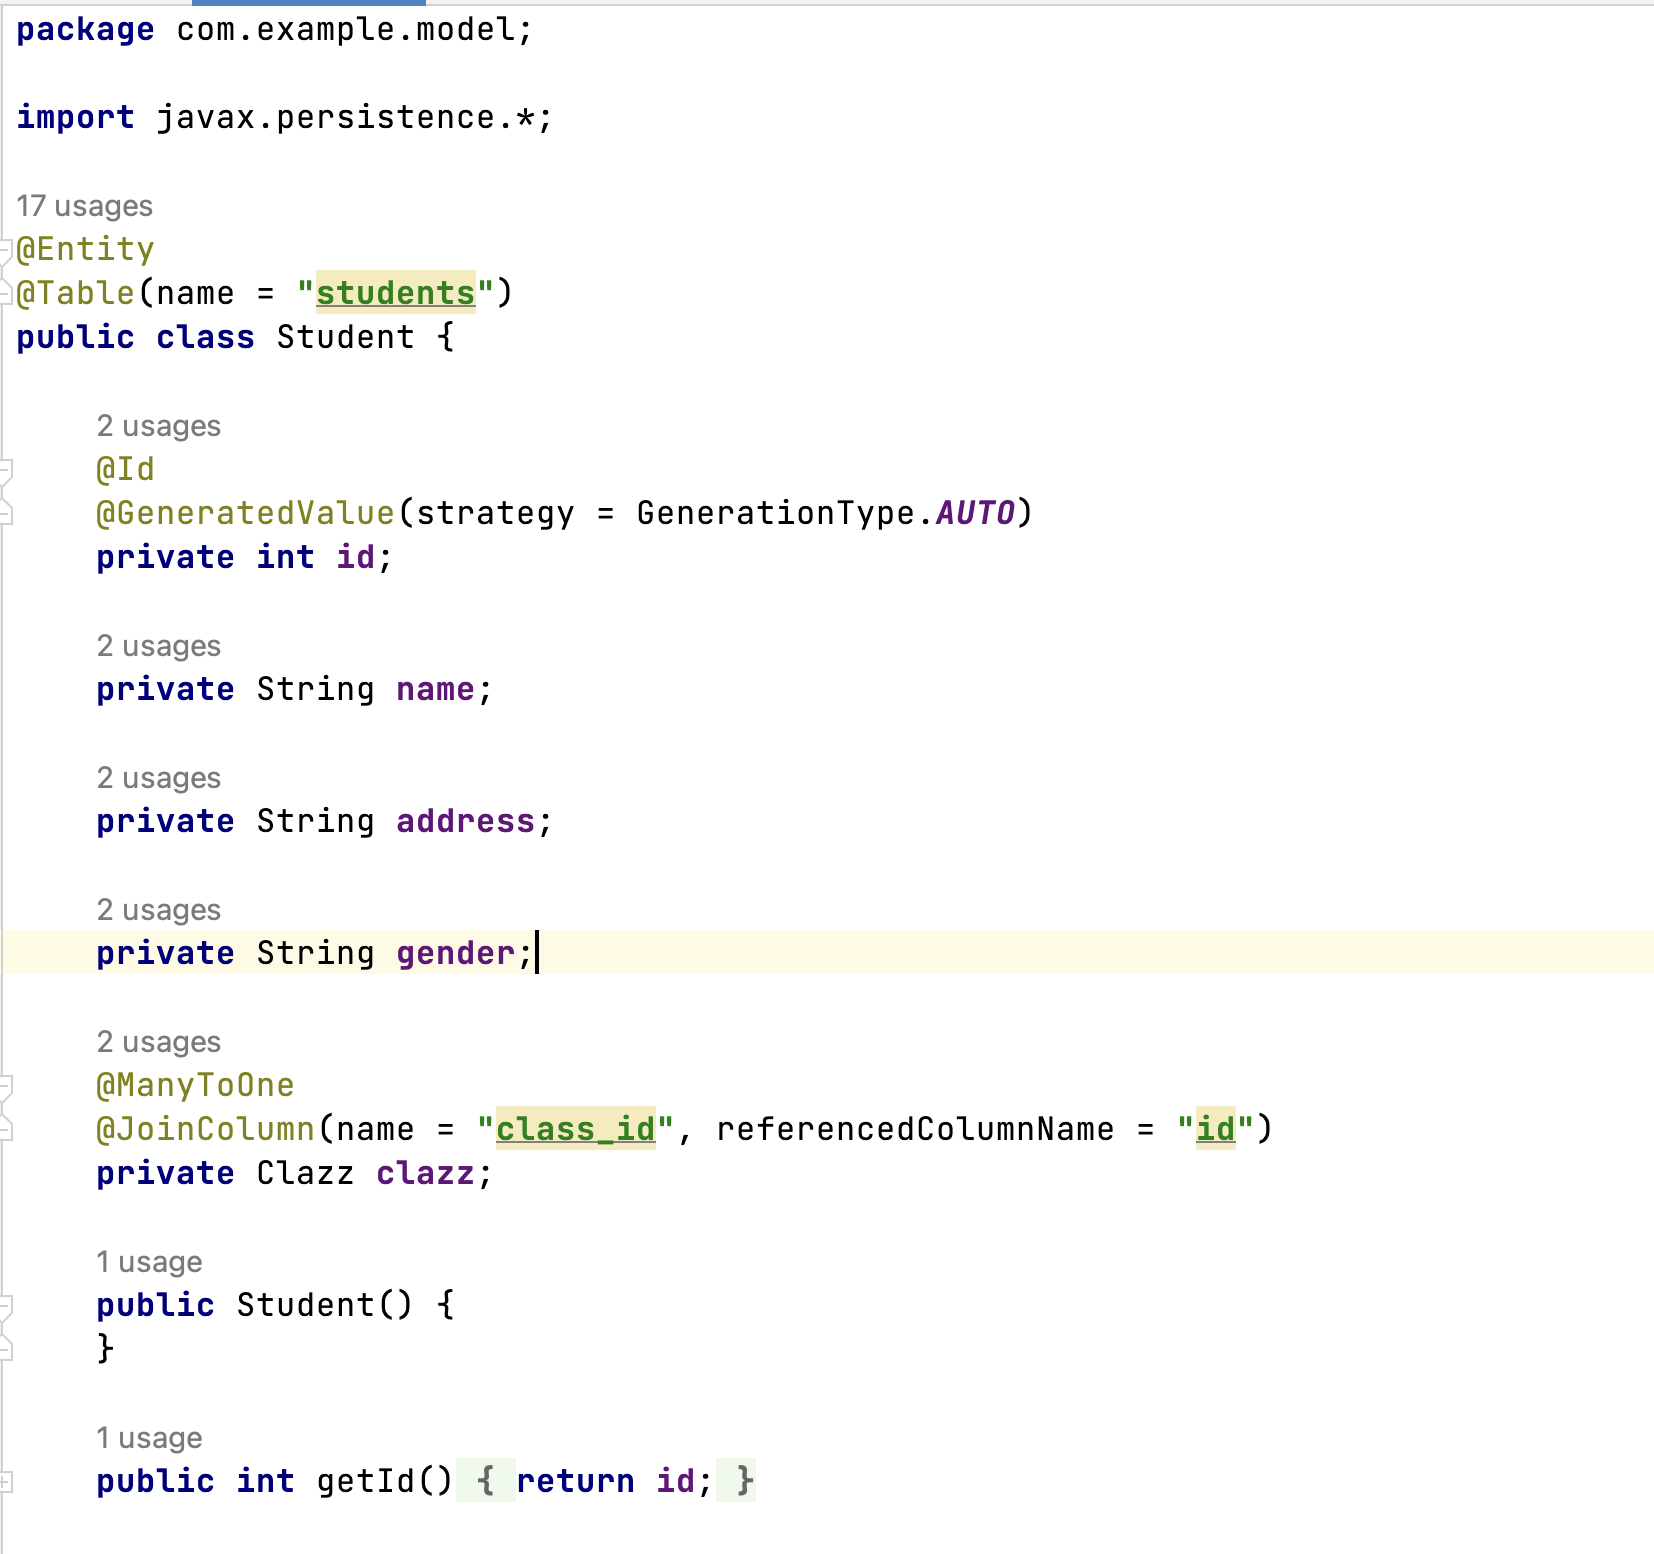 package com.example.model;
import javax.persistence.*;
17 usages
@Entity
@Table(name = "students")
public class Student {
2 usages
@Id
@GeneratedValue(strategy = GenerationType.AUTO)
private int id;
2 usages
private String name;
2 usages
private String address;
2 usages
private String gender;
2 usages
@ManyToOne
@JoinColumn(name = "class_id", referencedColumnName = "id")
private Clazz clazz;
1 usage
public Student() {
}
1 usage
public int getId() { return id; }